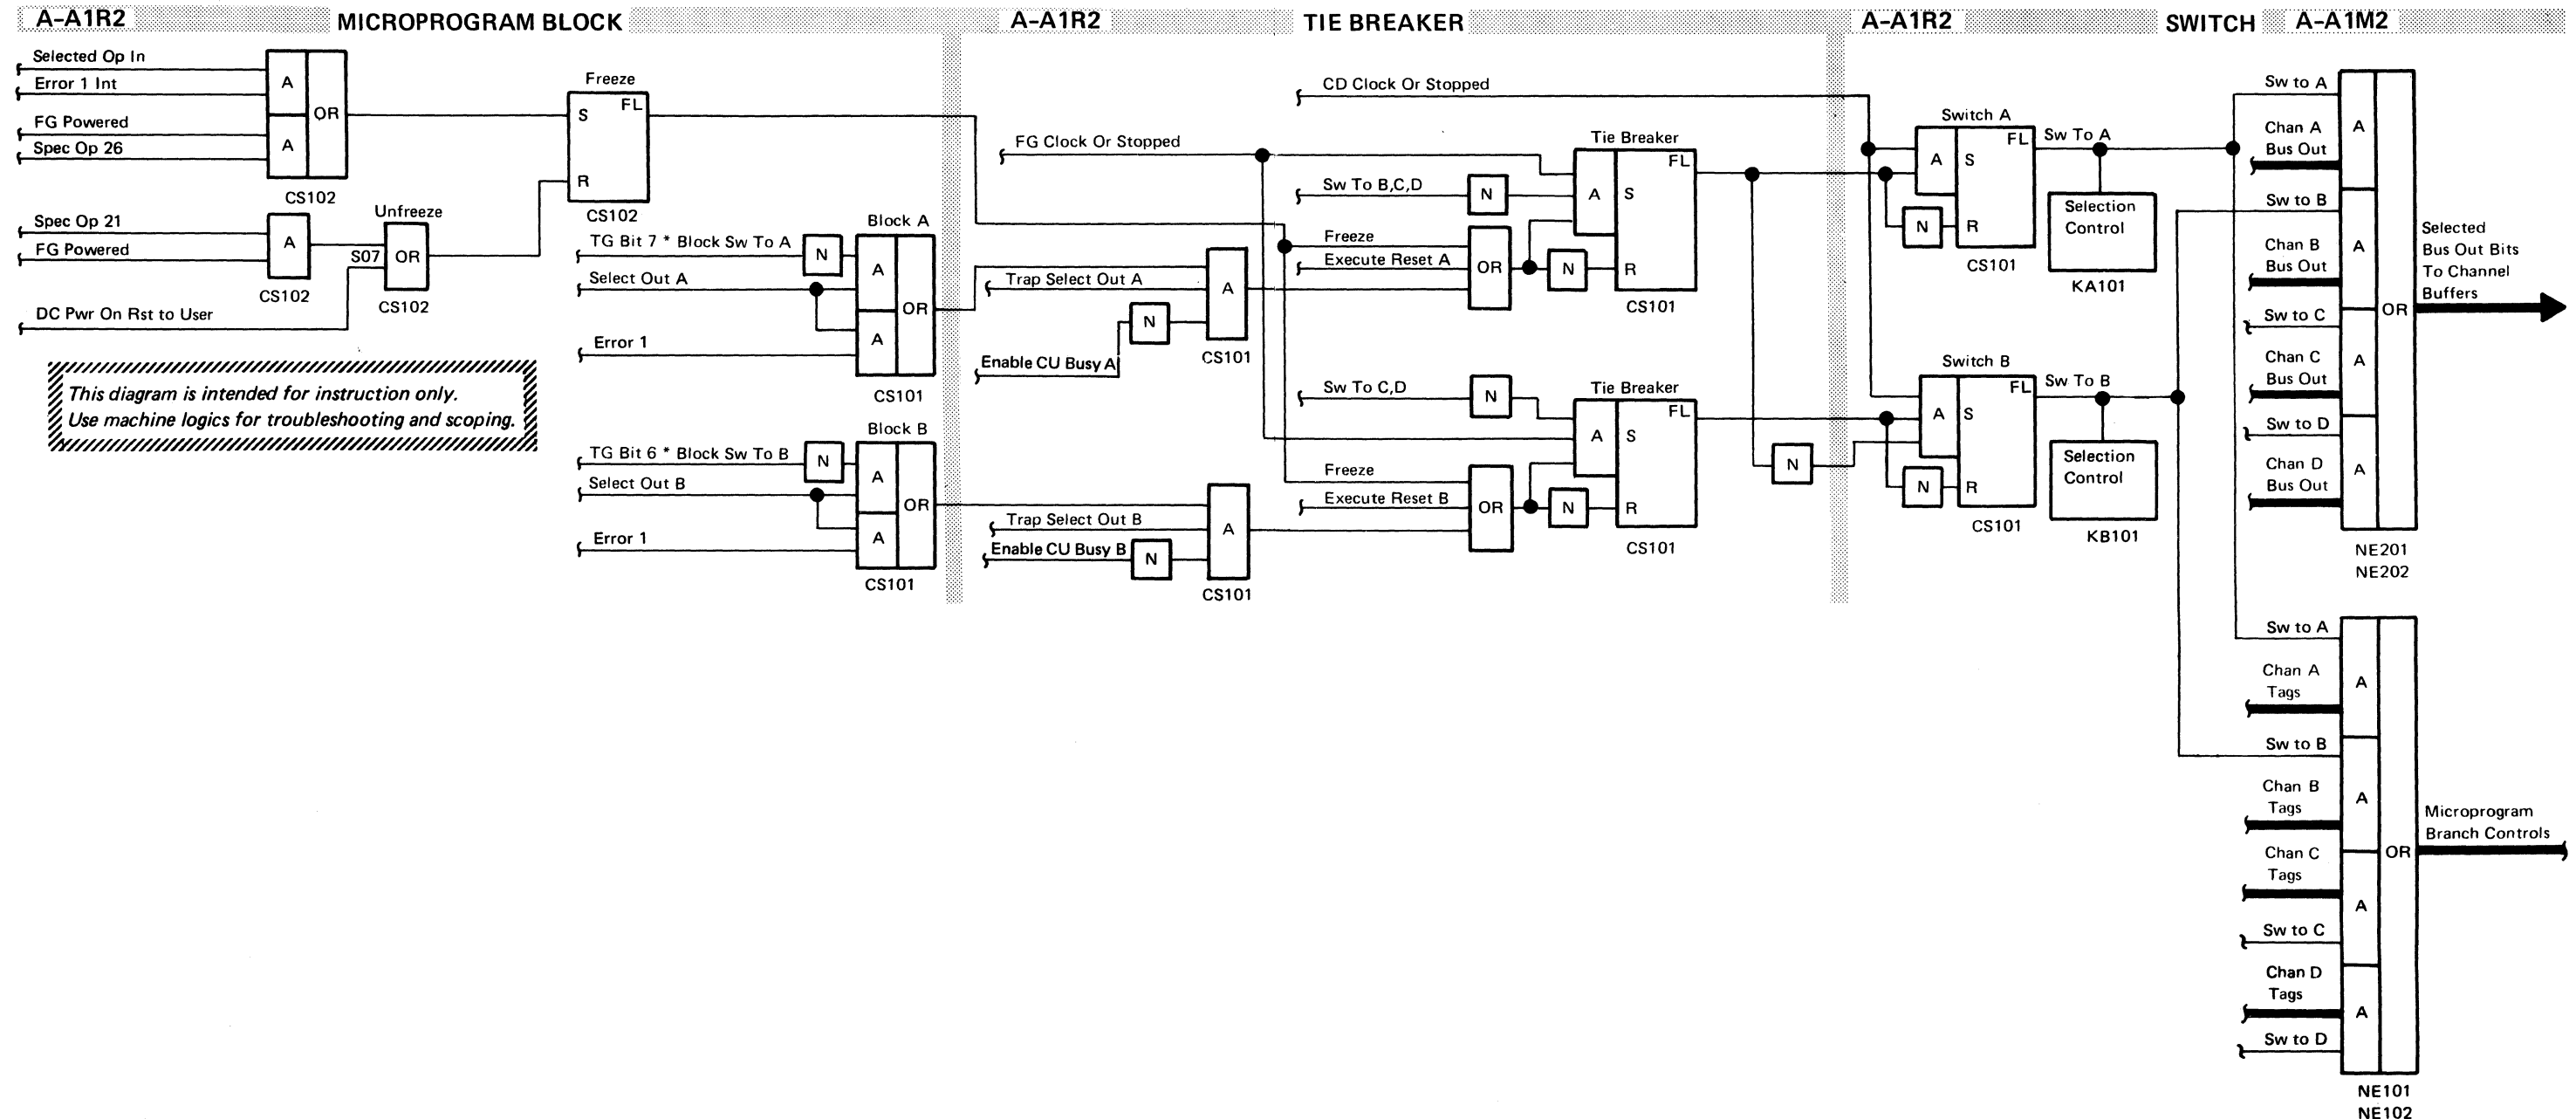 A-A1R2
MICROPROGRAM BLOCK
A-A1R2
TIE BREAKER
A-A1R2
SWITCH
A-A1M2
Selected Op In
Error 1 Int
FG Powered
Spec Op 26
A
A
OR
CS102
Spec Op 21
FG Powered
A
CS102
DC Pwr On Rst to User
Unfreeze
S07
OR
CS102
Freeze
S
FL
R
CS102
This diagram is intended for instruction only.
Use machine logics for troubleshooting and scoping.
Block A
TG Bit 7 * Block Sw To A
N
Select Out A
Error 1
A
A
OR
CS101
Block B
TG Bit 6 * Block Sw To B
N
Select Out B
Error 1
A
A
OR
CS101
Trap Select Out A
N
Enable CU Busy A
A
CS101
Trap Select Out B
Enable CU Busy B
N
A
CS101
CD Clock Or Stopped
FG Clock Or Stopped
Sw To B,C,D
N
Freeze
Execute Reset A
OR
N
Tie Breaker
A
S
FL
R
CS101
Sw To C,D
N
Freeze
Execute Reset B
OR
N
Tie Breaker
A
S
FL
R
CS101
N
Switch A
A
S
FL
N
R
CS101
Sw To A
Selection
Control
KA101
Switch B
A
S
FL
N
R
CS101
Sw To B
Selection
Control
KB101
Sw to A
Chan A
Bus Out
A
Sw to B
Chan B
Bus Out
A
Sw to C
Chan C
Bus Out
A
Sw to D
Chan D
Bus Out
A
OR
NE201
NE202
Selected
Bus Out Bits
To Channel
Buffers
Sw to A
Chan A
Tags
A
Sw to B
Chan B
Tags
A
Chan C
Tags
A
Sw to C
Chan D
Tags
A
Sw to D
OR
NE101
NE102
Microprogram
Branch Controls